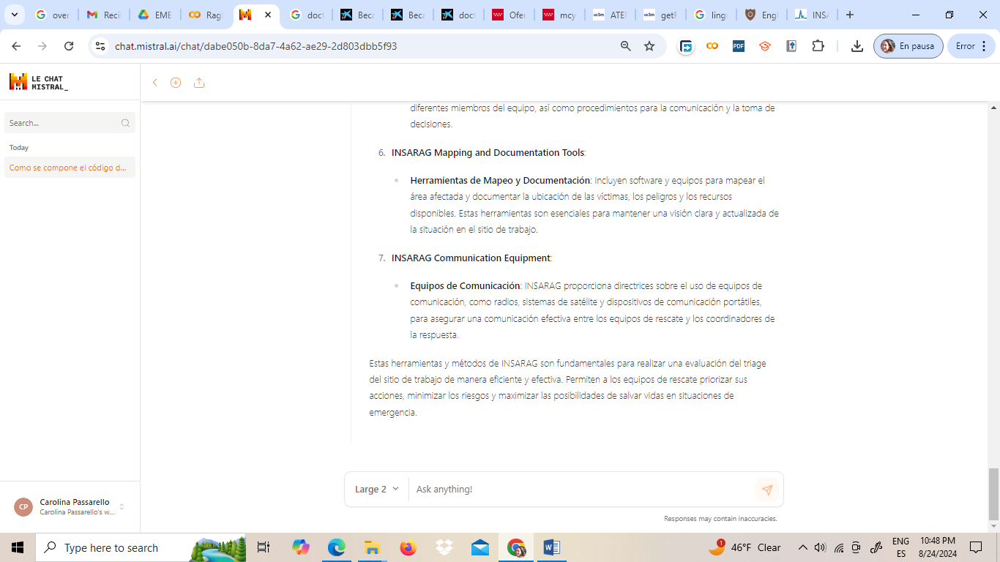 over
Recil
EME
Rag
doct
Beca
Beca
doct
Ofer
mcy
ATEI
getF
ling
Engl
INSA
chat.mistral.ai/chat/dabe050b-8da7-4a62-ae29-2d803dbb5f93
PDF
En pausa
Error
LE CHAT
MISTRAL_
Search...
Today
Como se compone el código d...
diferentes miembros del equipo, así como procedimientos para la comunicación y la toma de
decisiones.
6. INSARAG Mapping and Documentation Tools:
Herramientas de Mapeo y Documentación: Incluyen software y equipos para mapear el
área afectada y documentar la ubicación de las víctimas, los peligros y los recursos
disponibles. Estas herramientas son esenciales para mantener una visión clara y actualizada de
la situación en el sitio de trabajo.
7. INSARAG Communication Equipment:
Equipos de Comunicación: INSARAG proporciona directrices sobre el uso de equipos de
comunicación, como radios, sistemas de satélite y dispositivos de comunicación portátiles,
para asegurar una comunicación efectiva entre los equipos de rescate y los coordinadores de
la respuesta.
Estas herramientas y métodos de INSARAG son fundamentales para realizar una evaluación del triage
del sitio de trabajo de manera eficiente y efectiva. Permiten a los equipos de rescate priorizar sus
acciones, minimizar los riesgos y maximizar las posibilidades de salvar vidas en situaciones de
emergencia.
Large 2
Ask anything!
Responses may contain inaccuracies.
CP
Carolina Passarello
Carolina Passarello's w...
Type here to search
1
46°F Clear
ENG
ES
10:48 PM
8/24/2024